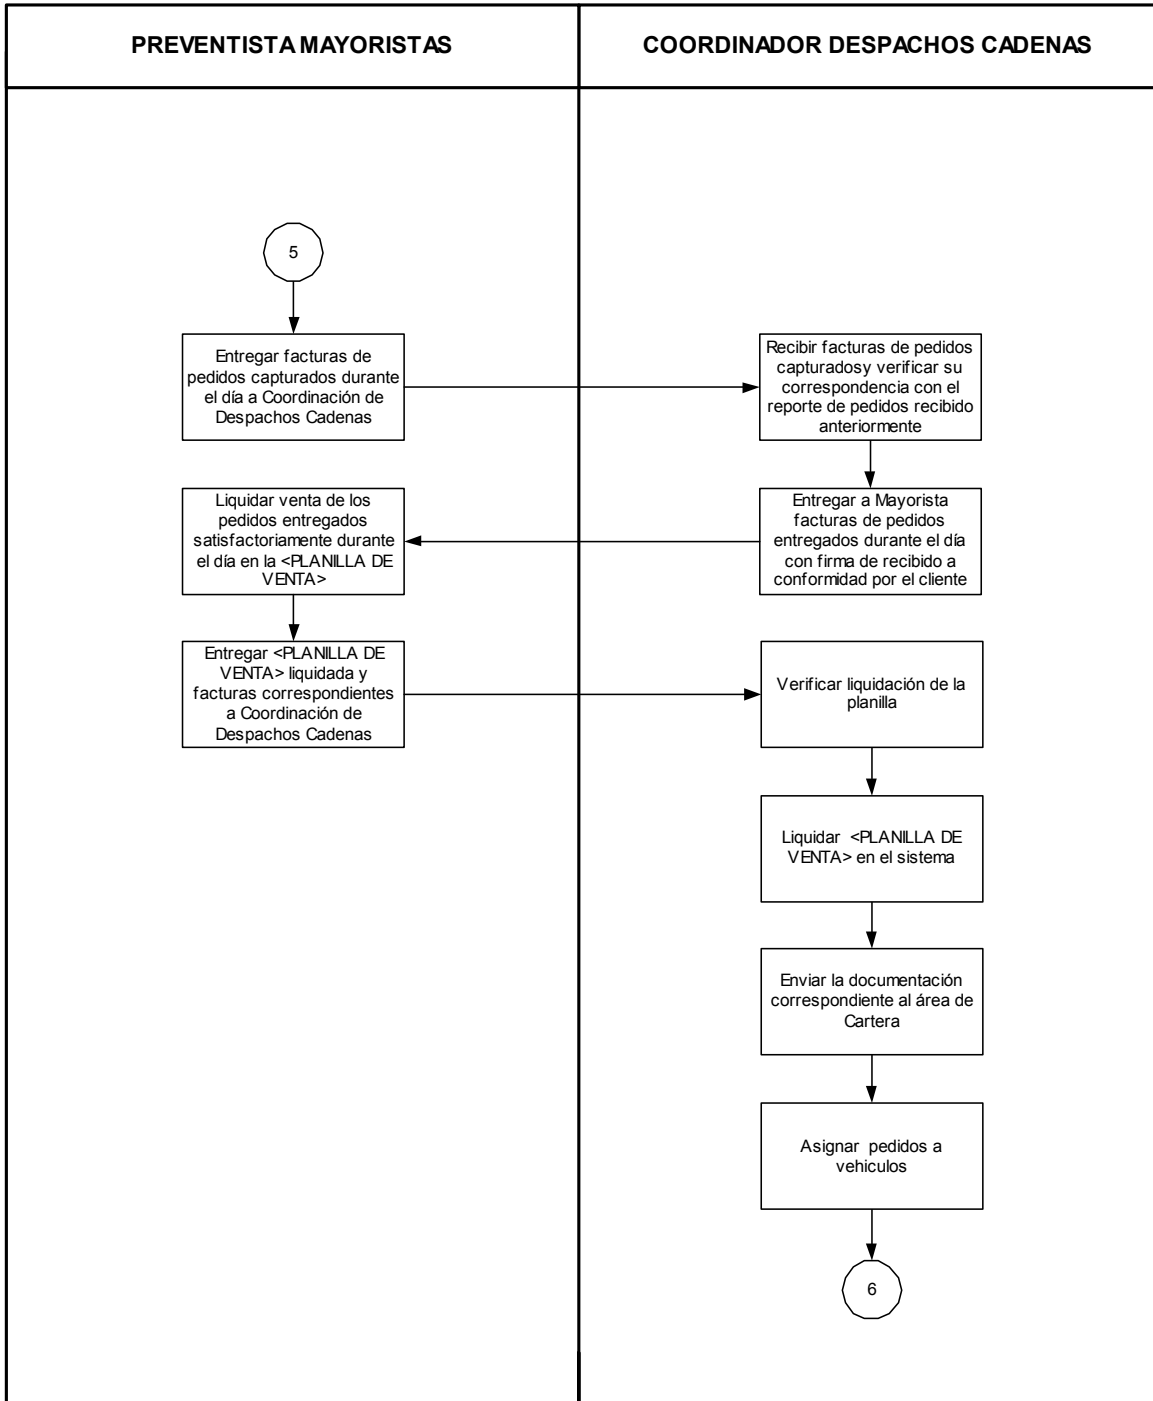 PREVENTISTA MAYORISTAS
COORDINADOR DESPACHOS CADENAS
5
Entregar facturas de
pedidos capturados durante
el día a Coordinación de
Despachos Cadenas
Recibir facturas de pedidos
capturadosy verificar su
correspondencia con el
reporte de pedidos recibido
anteriormente
Entregar a Mayorista
facturas de pedidos
entregados durante el día
con firma de recibido a
conformidad por el cliente
Liquidar venta de los
pedidos entregados
satisfactoriamente durante
el día en la <PLANILLA DE
VENTA>
Entregar <PLANILLA DE
VENTA> liquidada y
facturas correspondientes
a Coordinación de
Despachos Cadenas
Verificar liquidación de la
planilla
Liquidar <PLANILLA DE
VENTA> en el sistema
Enviar la documentación
correspondiente al área de
Cartera
Asignar pedidos a
vehiculos
6